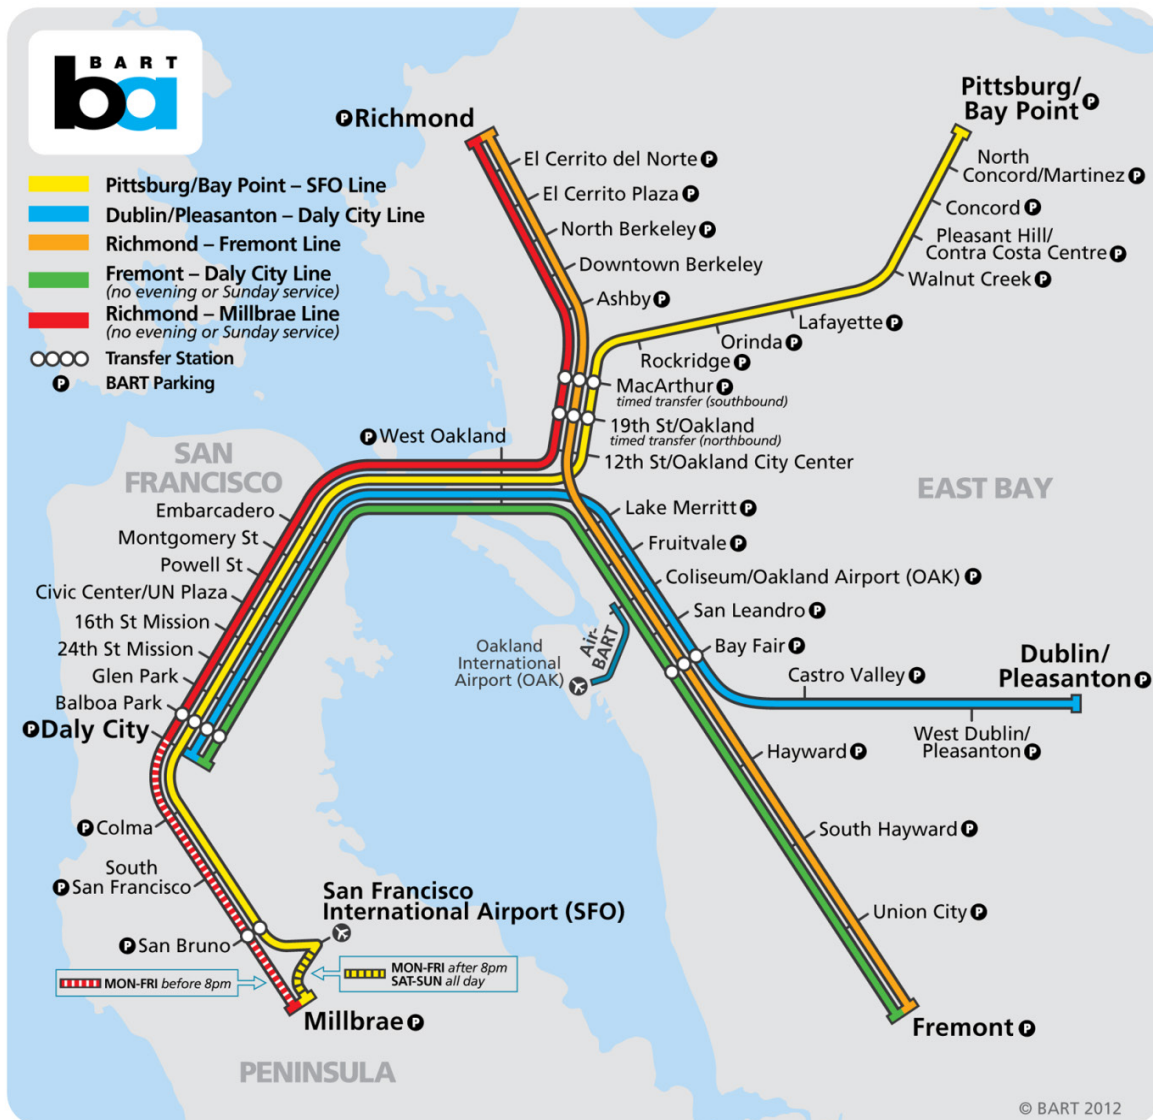 BART
ba
Pittsburg/Bay Point – SFO Line
Dublin/Pleasanton – Daly City Line
Richmond – Fremont Line
Fremont – Daly City Line
(no evening or Sunday service)
Richmond – Millbrae Line
(no evening or Sunday service)
Transfer Station
P BART Parking
P Richmond
El Cerrito del Norte P
El Cerrito Plaza P
North Berkeley P
Downtown Berkeley
Ashby P
Pittsburg/
Bay Point P
North
Concord/Martinez P
Concord P
Pleasant Hill/
Contra Costa Centre P
Walnut Creek P
Lafayette P
Orinda P
Rockridge P
MacArthur P
timed transfer (southbound)
19th St/Oakland
timed transfer (northbound)
12th St/Oakland City Center
P West Oakland
SAN
FRANCISCO
EAST BAY
Embarcadero
Montgomery St
Powell St
Civic Center/UN Plaza
16th St Mission
24th St Mission
Glen Park
Balboa Park
P Daly City
Lake Merritt P
Fruitvale P
Coliseum/Oakland Airport (OAK) P
San Leandro P
Bay Fair P
Air-
BART
Oakland
International
Airport (OAK)
Castro Valley P
Dublin/
Pleasanton P
West Dublin/
Pleasanton P
Hayward P
South Hayward P
Union City P
Fremont P
P Colma
South
P San Francisco
San Francisco
International Airport (SFO)
P San Bruno
MON-FRI before 8pm
MON-FRI after 8pm
SAT-SUN all day
Millbrae P
PENINSULA
© BART 2012